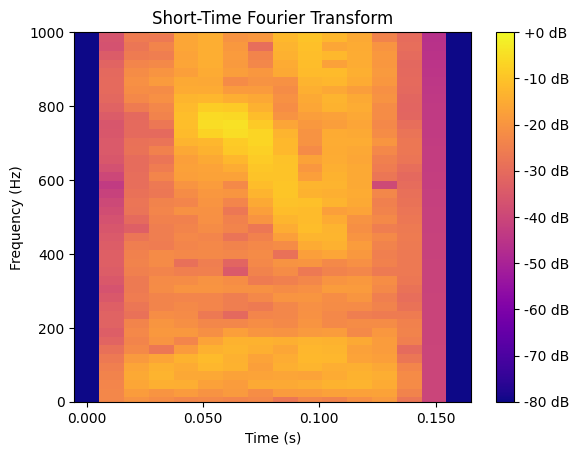 Short-Time Fourier Transform
1000
800
600
400
200
0
Frequency (Hz)
0.000
0.050
0.100
0.150
Time (s)
+0 dB
-10 dB
-20 dB
-30 dB
-40 dB
-50 dB
-60 dB
-70 dB
-80 dB